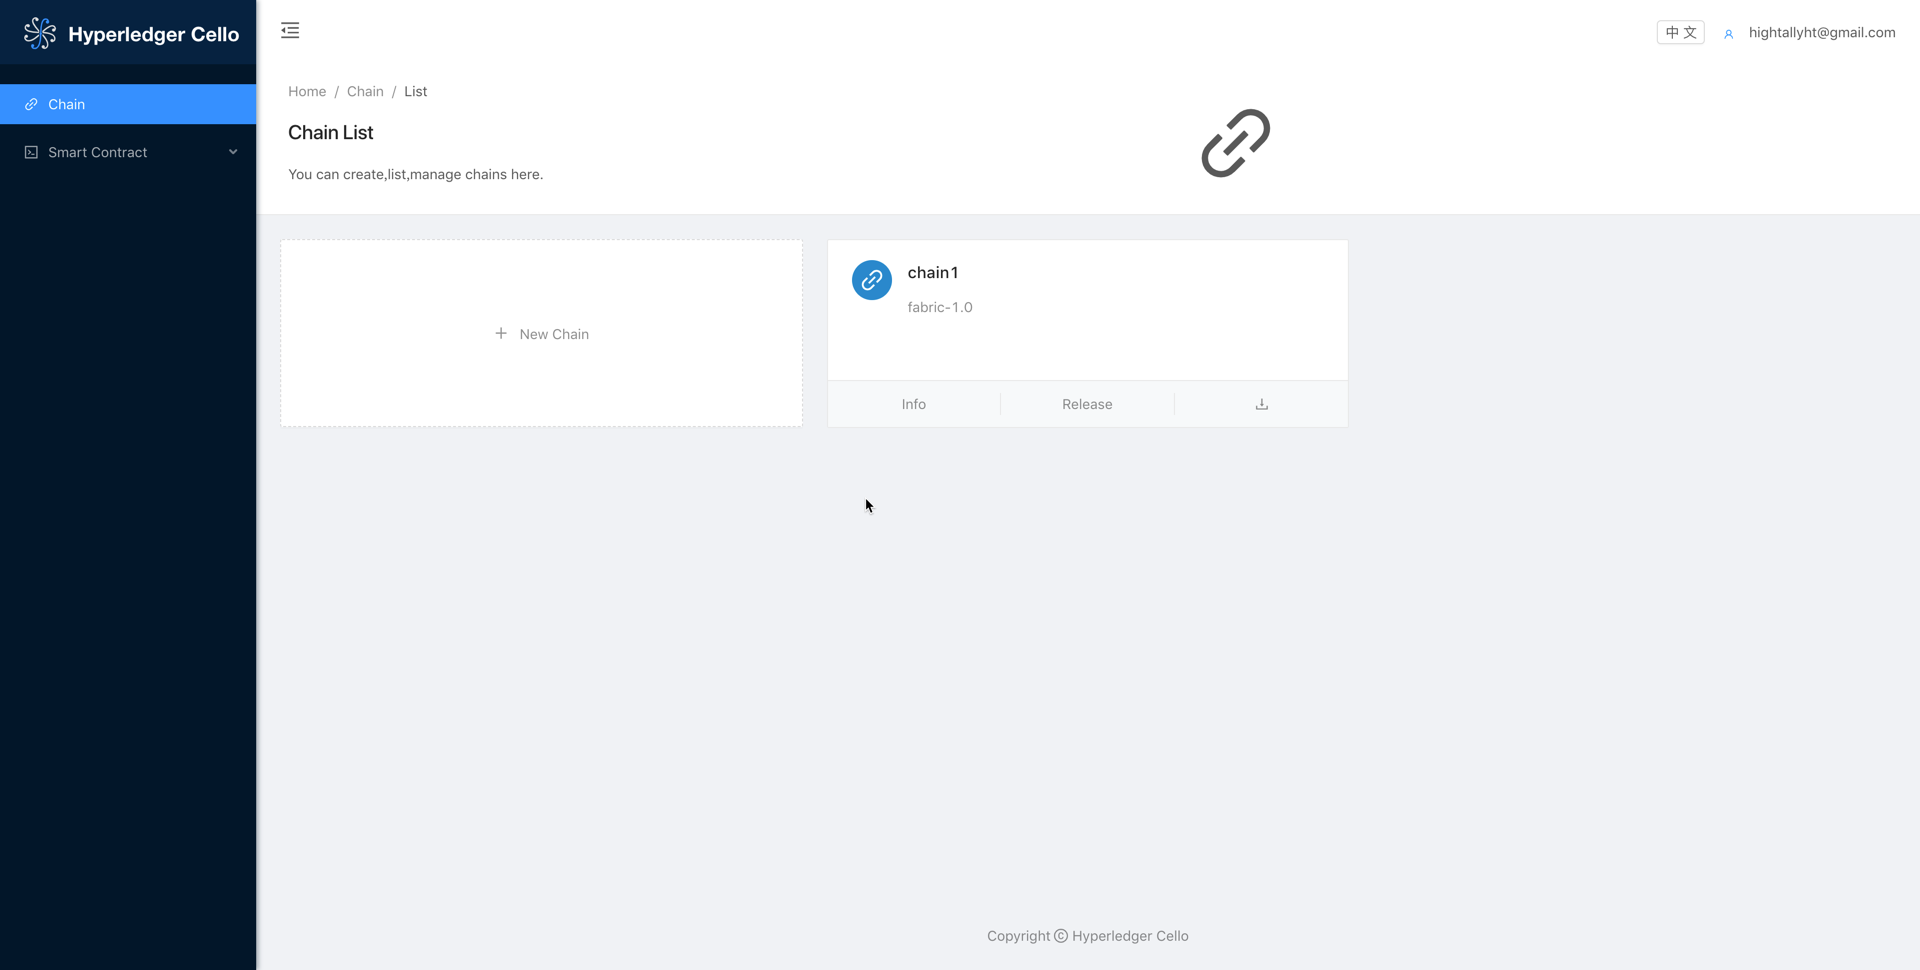 Hyperledger Cello
中 文
hightallyht@gmail.com
Chain
Smart Contract
Home / Chain / List
Chain List
You can create,list,manage chains here.
+ New Chain
chain1
fabric-1.0
Info
Release
Copyright © Hyperledger Cello